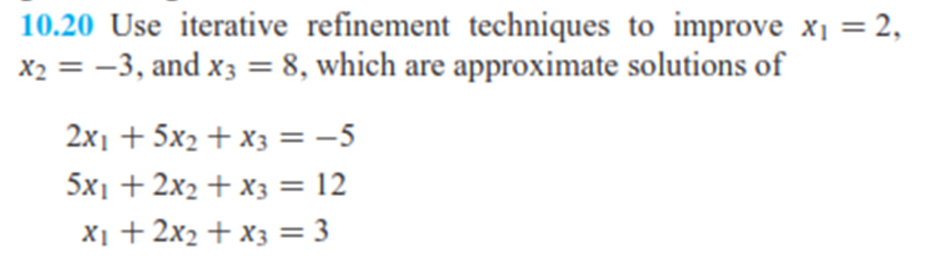 10.20 Use iterative refinement techniques to improve x₁ = 2,
x₂ = −3, and x₃ = 8, which are approximate solutions of
2x₁ + 5x₂ + x₃ = −5
5x₁ + 2x₂ + x₃ = 12
x₁ + 2x₂ + x₃ = 3